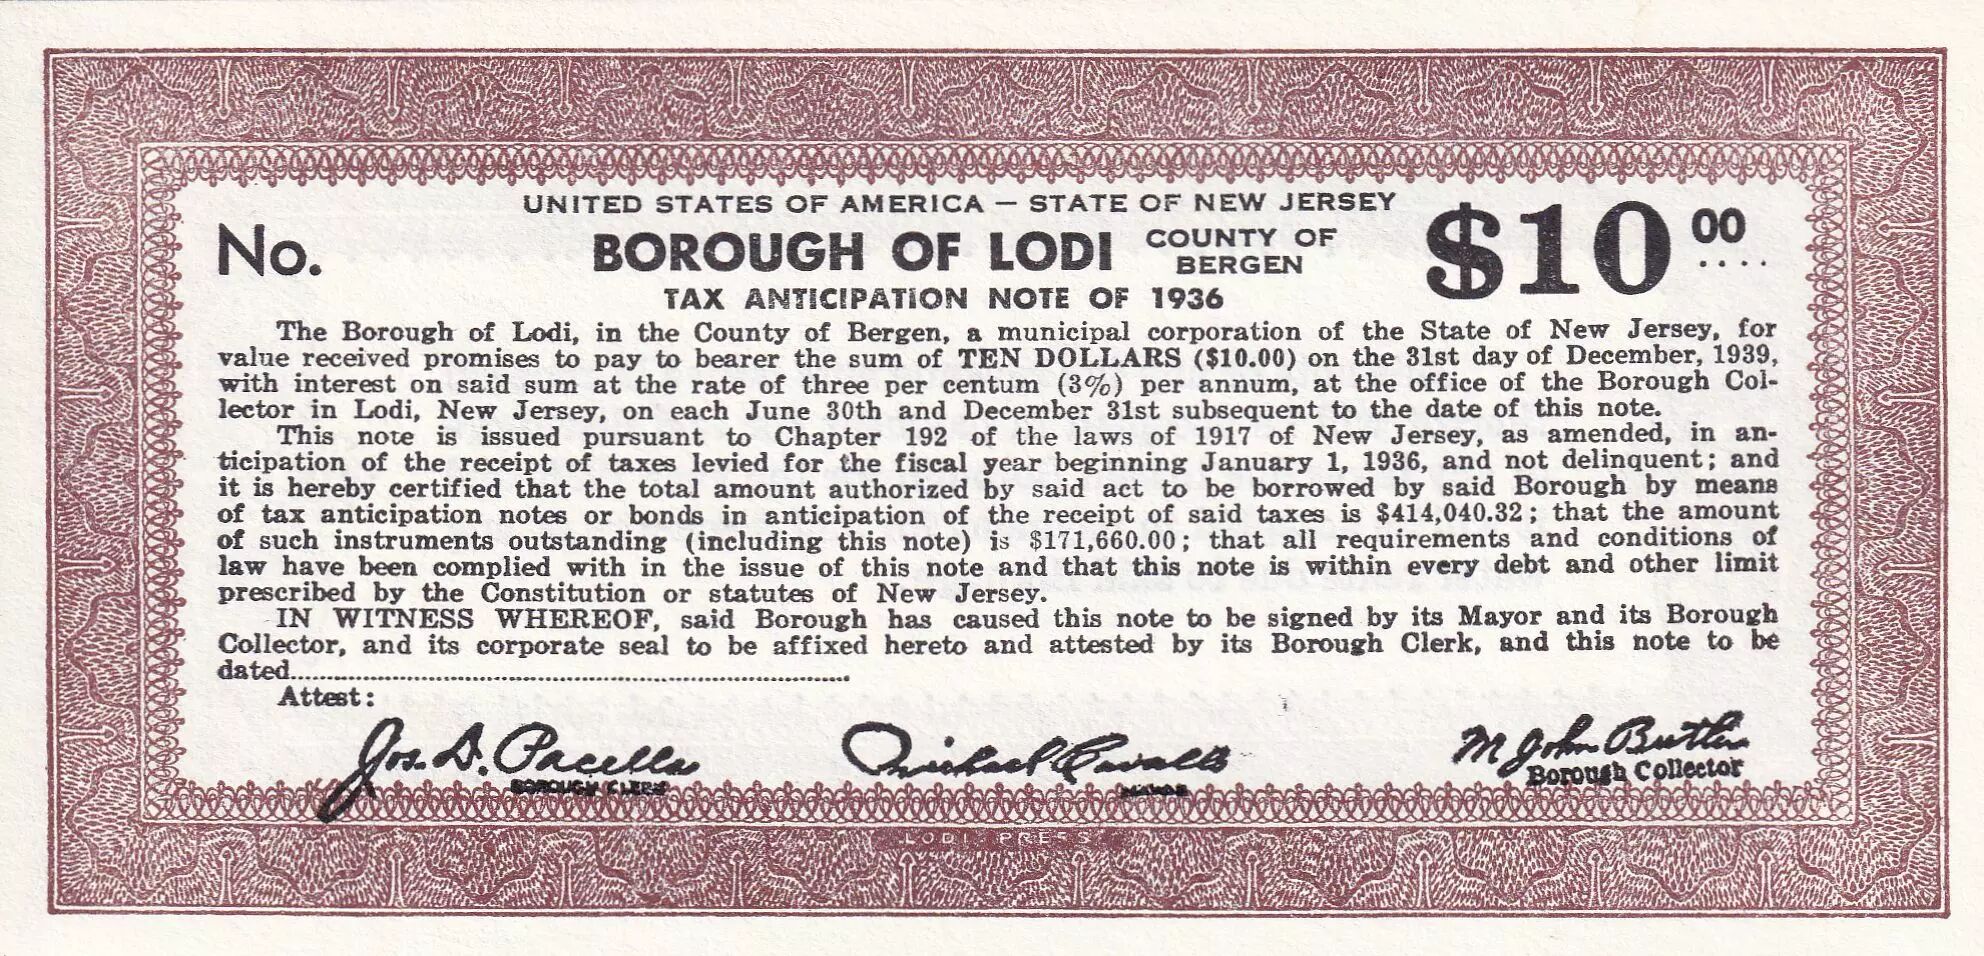 UNITED STATES OF AMERICA — STATE OF NEW JERSEY
No.
BOROUGH OF LODI COUNTY OF BERGEN
$10 00
....
TAX ANTICIPATION NOTE OF 1936
The Borough of Lodi, in the County of Bergen, a municipal corporation of the State of New Jersey, for
value received promises to pay to bearer the sum of TEN DOLLARS ($10.00) on the 31st day of December, 1939,
with interest on said sum at the rate of three per centum (3%) per annum, at the office of the Borough Col-
lector in Lodi, New Jersey, on each June 30th and December 31st subsequent to the date of this note.
This note is issued pursuant to Chapter 192 of the laws of 1917 of New Jersey, as amended, in an-
ticipation of the receipt of taxes levied for the fiscal year beginning January 1, 1936, and not delinquent; and
it is hereby certified that the total amount authorized by said act to be borrowed by said Borough by means
of tax anticipation notes or bonds in anticipation of the receipt of said taxes is $414,040.32; that the amount
of such instruments outstanding (including this note) is $171,660.00; that all requirements and conditions of
law have been complied with in the issue of this note and that this note is within every debt and other limit
prescribed by the Constitution or statutes of New Jersey.
IN WITNESS WHEREOF, said Borough has caused this note to be signed by its Mayor and its Borough
Collector, and its corporate seal to be affixed hereto and attested by its Borough Clerk, and this note to be
dated....................
Attest:
Jos. D. Pacella
BOROUGH CLERK
Michael Cavallo
MAYOR
M John Butler
Borough Collector
LODI PRESS